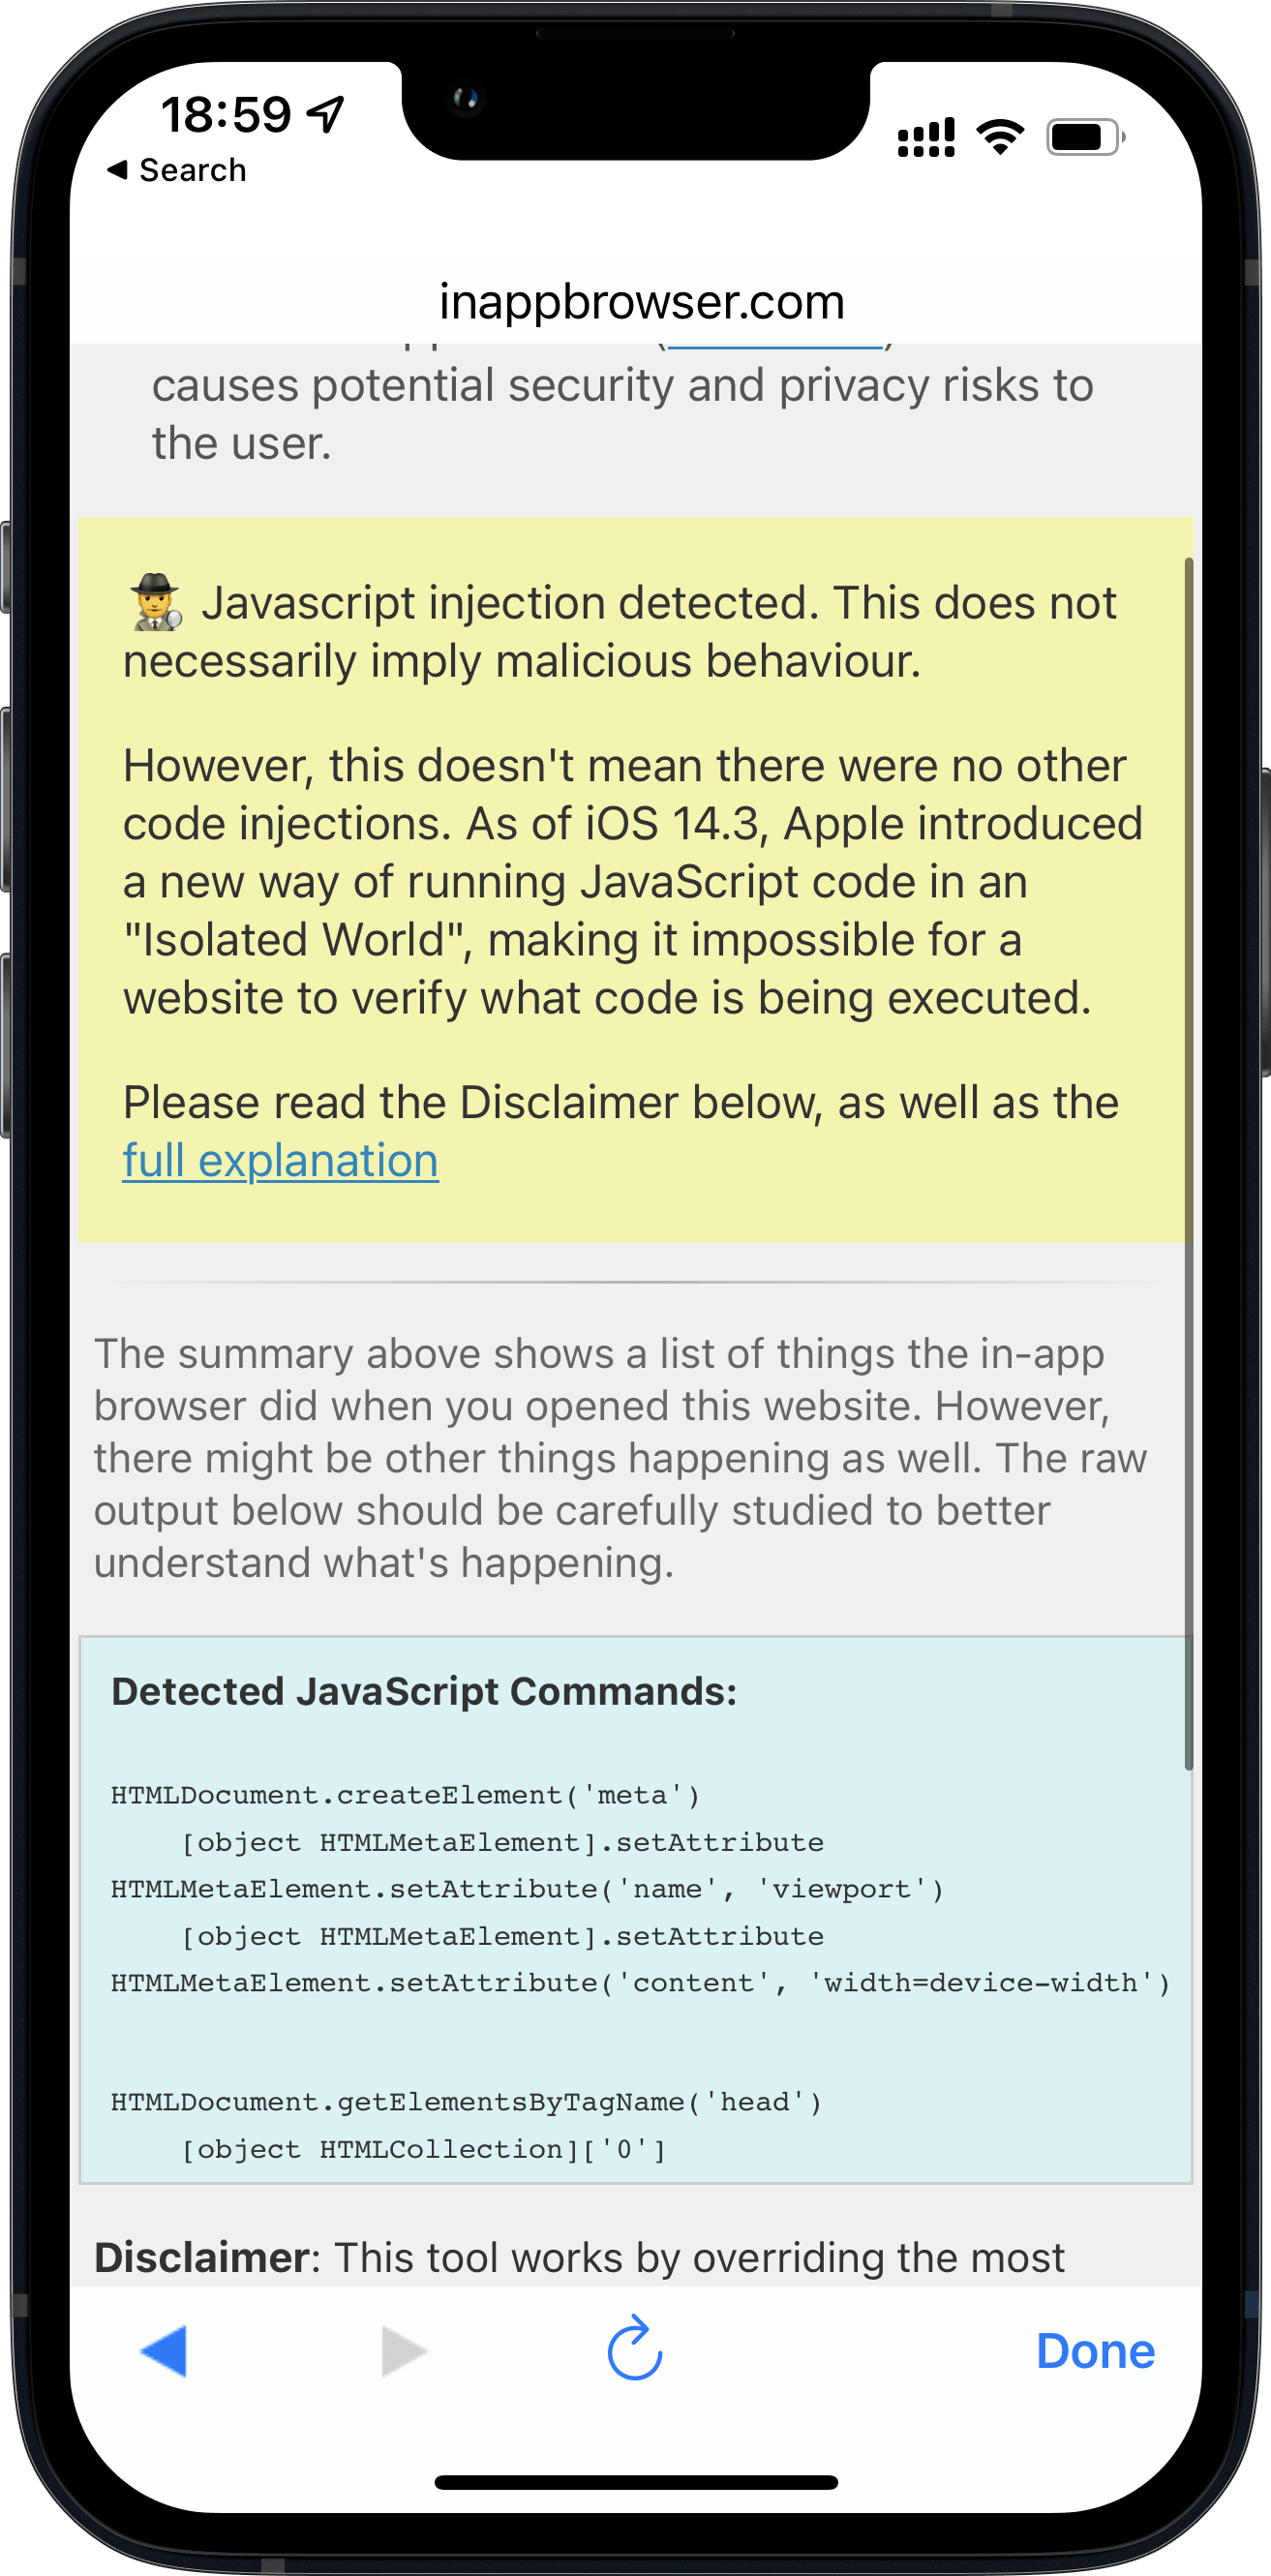 18:59
◀ Search
inappbrowser.com
causes potential security and privacy risks to
the user.
🕵️ Javascript injection detected. This does not
necessarily imply malicious behaviour.
However, this doesn't mean there were no other
code injections. As of iOS 14.3, Apple introduced
a new way of running JavaScript code in an
"Isolated World", making it impossible for a
website to verify what code is being executed.
Please read the Disclaimer below, as well as the
full explanation
The summary above shows a list of things the in-app
browser did when you opened this website. However,
there might be other things happening as well. The raw
output below should be carefully studied to better
understand what's happening.
Detected JavaScript Commands:
HTMLDocument.createElement('meta')
    [object HTMLMetaElement].setAttribute
HTMLMetaElement.setAttribute('name', 'viewport')
    [object HTMLMetaElement].setAttribute
HTMLMetaElement.setAttribute('content', 'width=device-width')
HTMLDocument.getElementsByTagName('head')
    [object HTMLCollection]['0']
Disclaimer: This tool works by overriding the most
Done